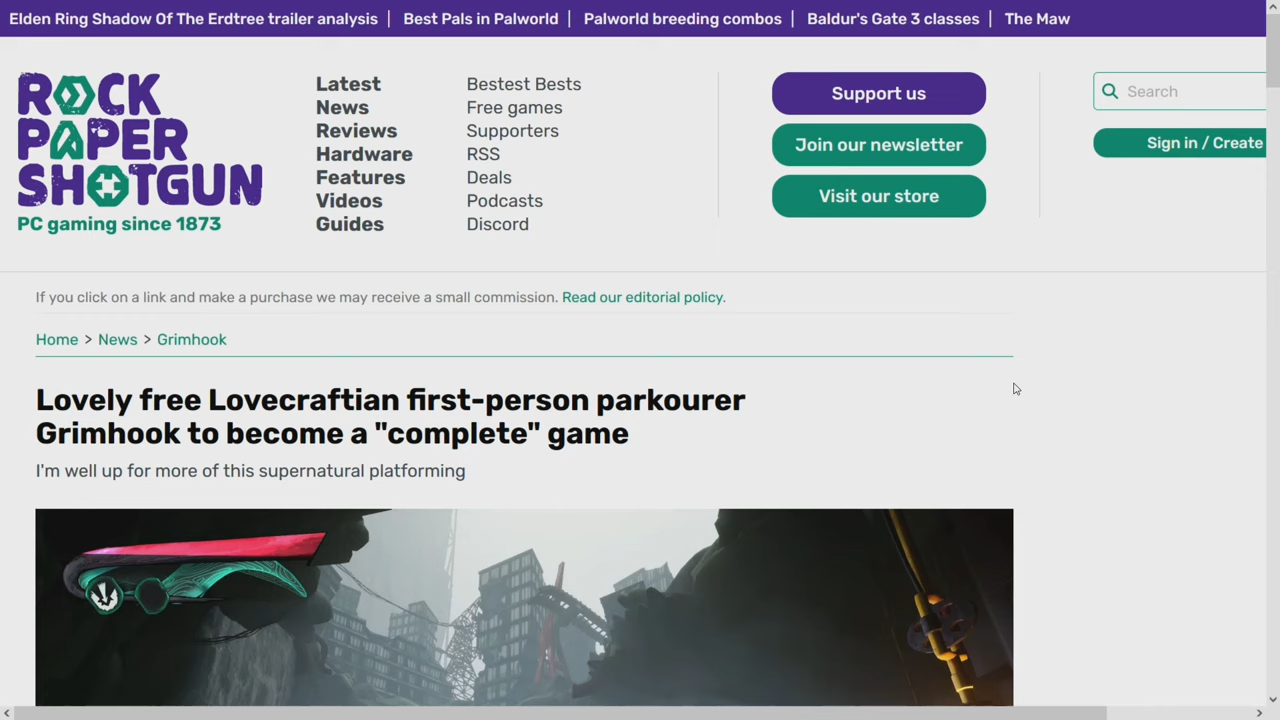 Elden Ring Shadow Of The Erdtree trailer analysis
Best Pals in Palworld
Palworld breeding combos
Baldur's Gate 3 classes
The Maw
ROCK
PAPER
SHOTGUN
PC gaming since 1873
Latest
News
Reviews
Hardware
Features
Videos
Guides
Bestest Bests
Free games
Supporters
RSS
Deals
Podcasts
Discord
Support us
Join our newsletter
Visit our store
Search
Sign in / Create
If you click on a link and make a purchase we may receive a small commission. Read our editorial policy.
Home > News > Grimhook
Lovely free Lovecraftian first-person parkourer
Grimhook to become a "complete" game
I'm well up for more of this supernatural platforming